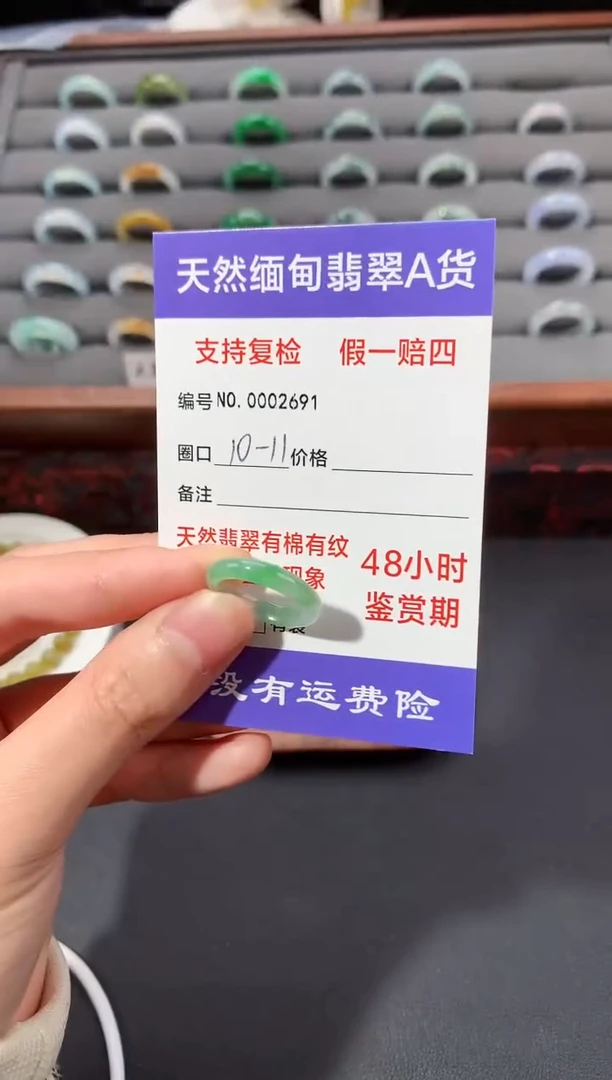 天然缅甸翡翠A货
支持复检 假一赔四
编号NO.0002691
圈口 10-11 价格
备注
天然翡翠有棉有纹
现象
48小时
鉴赏期
没有运费险